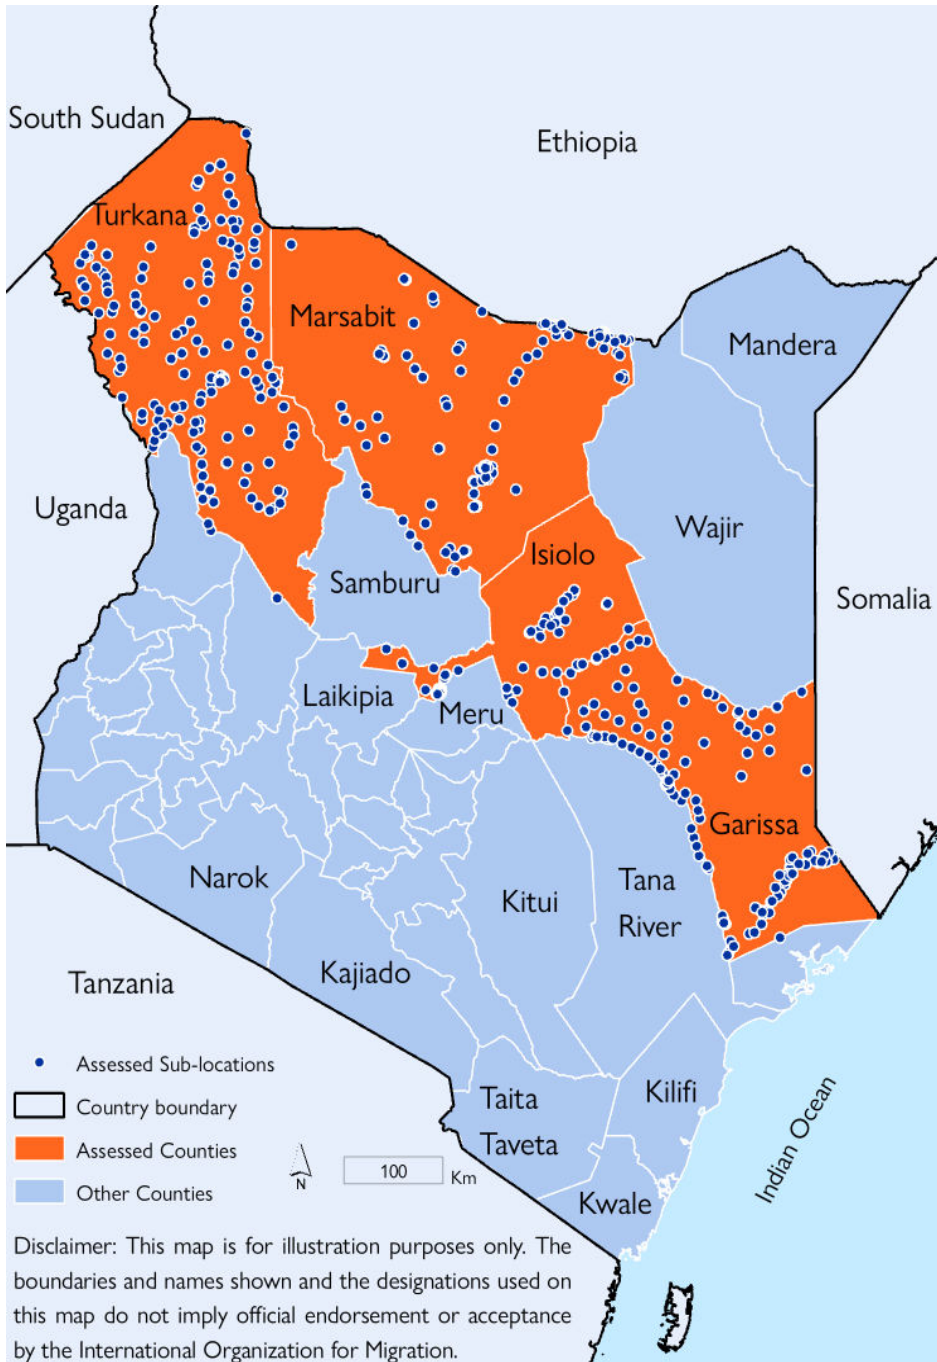 South Sudan
Ethiopia
Turkana
Marsabit
Mandera
Uganda
Wajir
Isiolo
Samburu
Somalia
Laikipia
Meru
Garissa
Narok
Kitui
Tana
River
Kajiado
Tanzania
Assessed Sub-locations
Country boundary
Assessed Counties
Other Counties
N
100
Km
Taita
Taveta
Kilifi
Kwale
Indian Ocean
Disclaimer: This map is for illustration purposes only. The
boundaries and names shown and the designations used on
this map do not imply official endorsement or acceptance
by the International Organization for Migration.